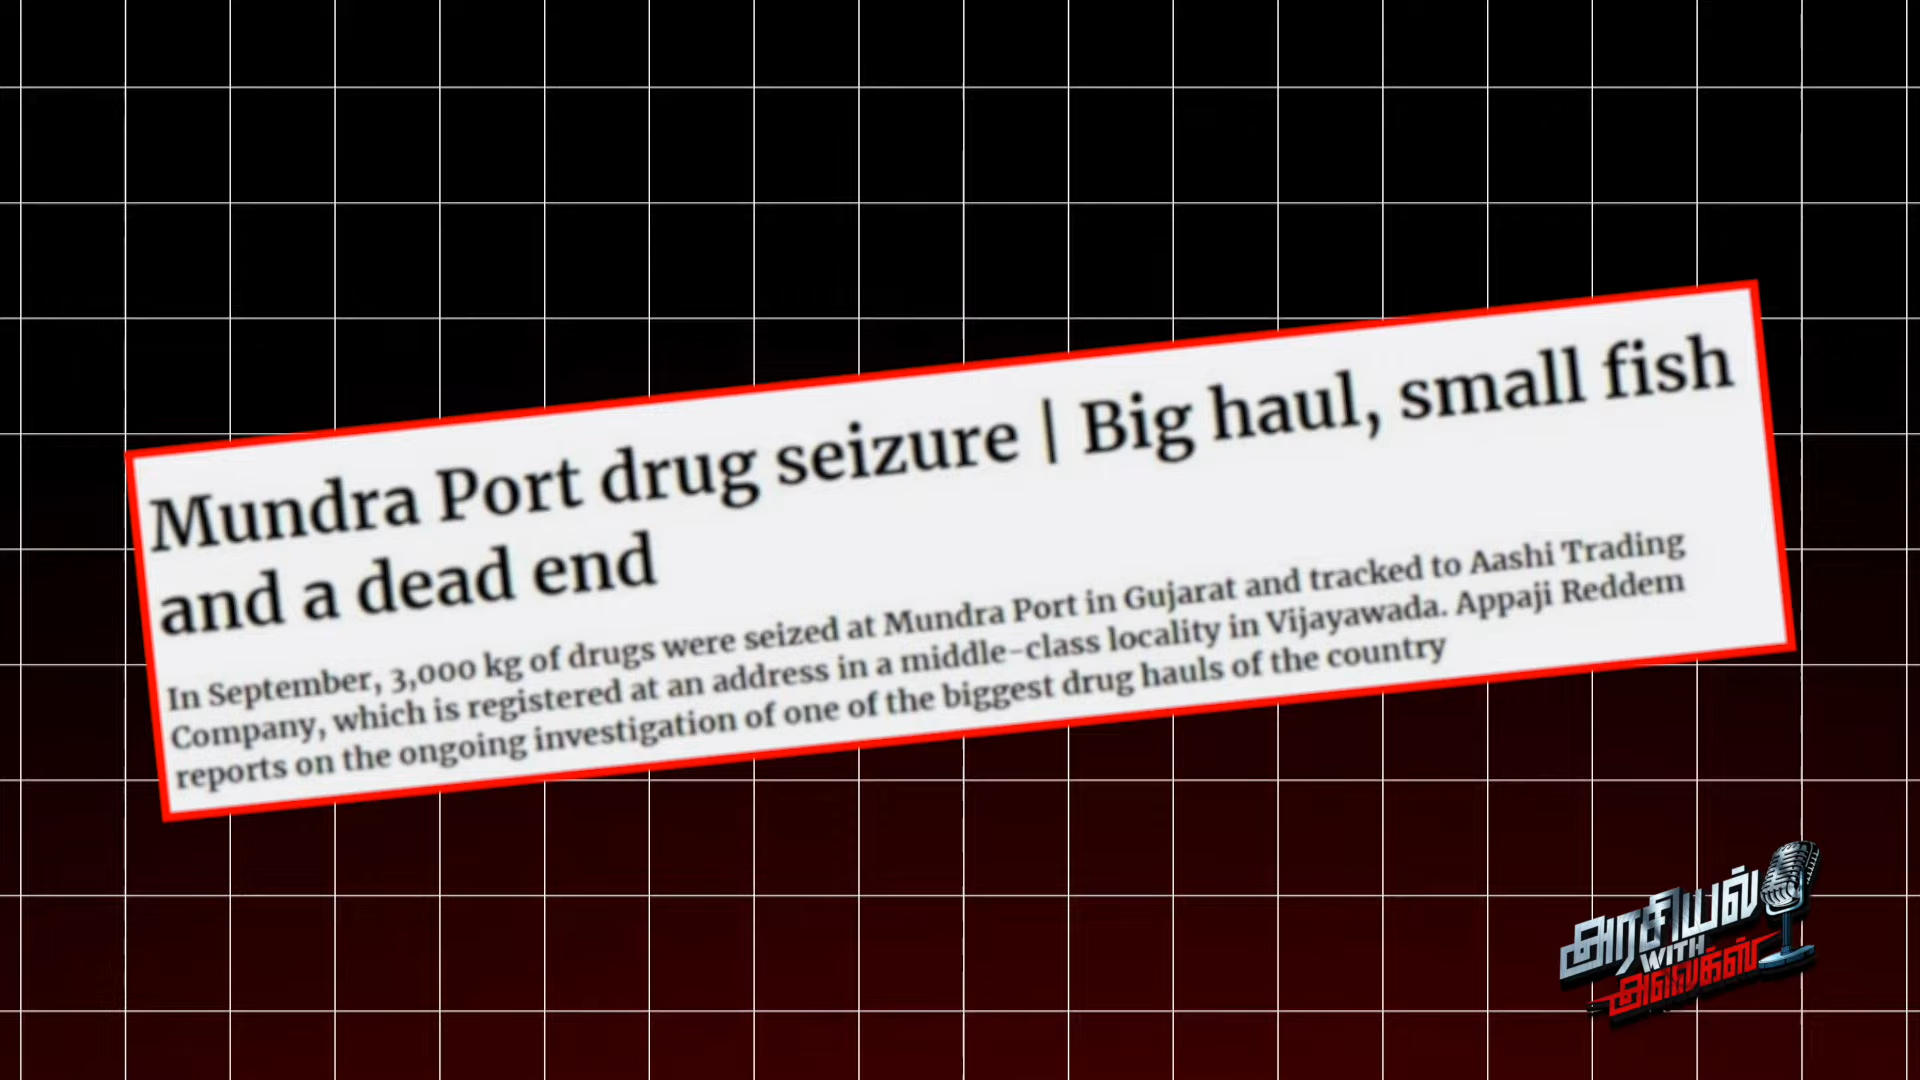 Mundra Port drug seizure | Big haul, small fish
and a dead end
In September, 3,000 kg of drugs were seized at Mundra Port in Gujarat and tracked to Aashi Trading
Company, which is registered at an address in a middle-class locality in Vijayawada. Appaji Reddem
reports on the ongoing investigation of one of the biggest drug hauls of the country
அரசியல்
WITH
அலெக்ஸ்